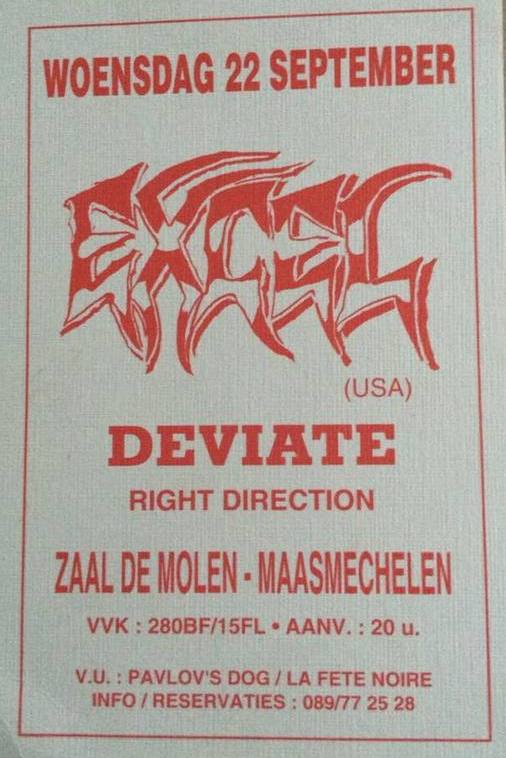 WOENSDAG 22 SEPTEMBER
EXCEL
(USA)
DEVIATE
RIGHT DIRECTION
ZAAL DE MOLEN - MAASMECHELEN
VVK : 280BF/15FL • AANV. : 20 u.
V.U. : PAVLOV'S DOG / LA FETE NOIRE
INFO / RESERVATIES : 089/77 25 28